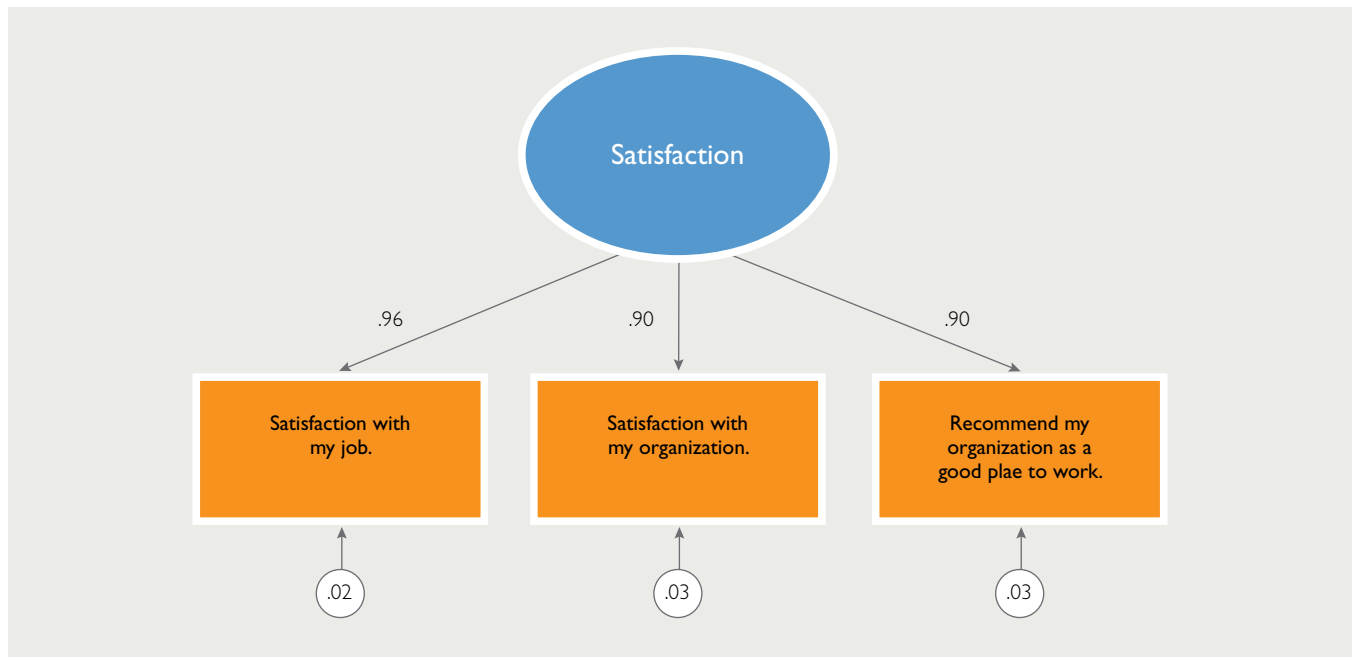 Satisfaction
.96
.90
.90
Satisfaction with
my job.
Satisfaction with
my organization.
Recommend my
organization as a
good plae to work.
.02
.03
.03